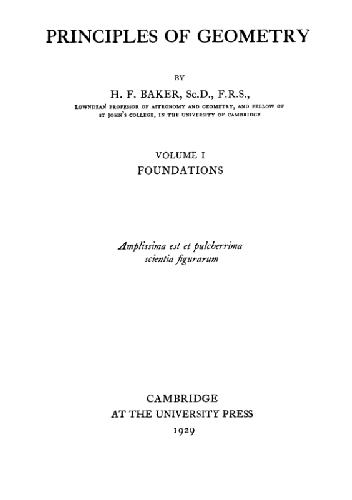 PRINCIPLES OF GEOMETRY
BY
H. F. BAKER, Sc.D., F.R.S.,
LOWNDEAN PROFESSOR OF ASTRONOMY AND GEOMETRY, AND FELLOW OF
ST JOHN'S COLLEGE, IN THE UNIVERSITY OF CAMBRIDGE
VOLUME I
FOUNDATIONS
Amplissima est et pulcherrima
scientia figurarum
CAMBRIDGE
AT THE UNIVERSITY PRESS
1929